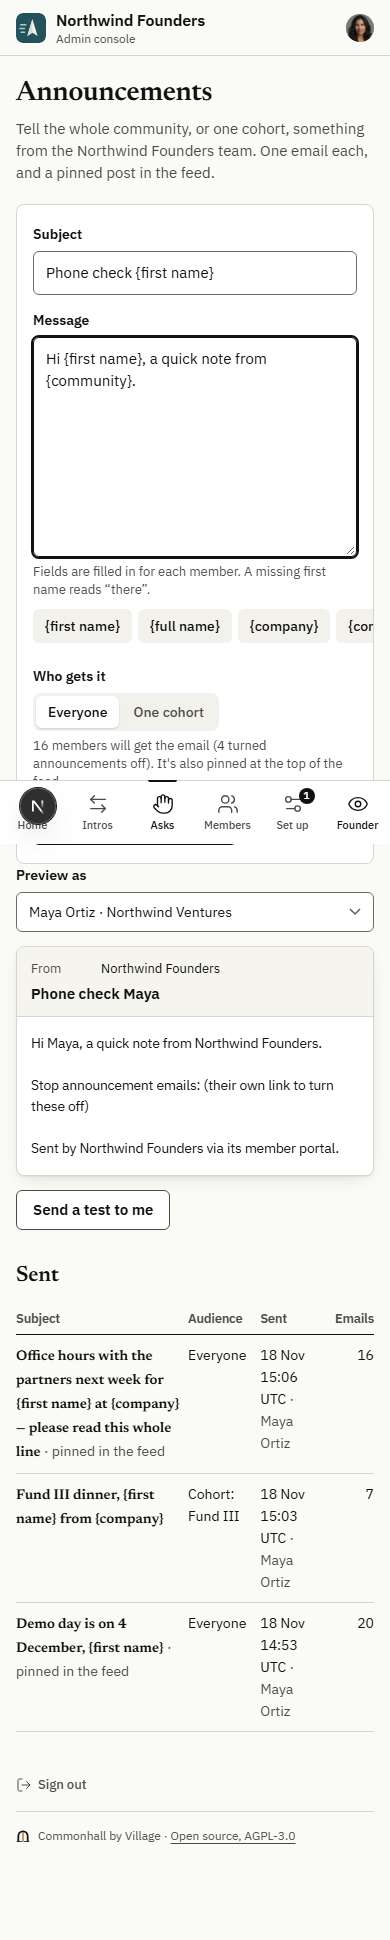 Northwind Founders
Admin console
Announcements
Tell the whole community, or one cohort, something
from the Northwind Founders team. One email each,
and a pinned post in the feed.
Subject
Phone check {first name}
Message
Hi {first name}, a quick note from
{community}.
Fields are filled in for each member. A missing first
name reads “there”.
{first name} {full name} {company}
Who gets it
Everyone One cohort
16 members will get the email (4 turned
announcements off). It's also pinned at the top of the
1
N
Home Intros Asks Members Set up Founder
Preview as
Maya Ortiz · Northwind Ventures
From Northwind Founders
Phone check Maya
Hi Maya, a quick note from Northwind Founders.
Stop announcement emails: (their own link to turn
these off)
Sent by Northwind Founders via its member portal.
Send a test to me
Sent
Subject Audience Sent Emails
Office hours with the Everyone 18 Nov 16
partners next week for 15:06
{first name} at {company} UTC ·
– please read this whole Maya
line · pinned in the feed Ortiz
Fund III dinner, {first Cohort: 18 Nov 7
name} from {company} Fund III 15:03
UTC ·
Maya
Ortiz
Demo day is on 4 Everyone 18 Nov 20
December, {first name} · 14:53
pinned in the feed UTC ·
Maya
Ortiz
Sign out
Commonhall by Village · Open source, AGPL-3.0